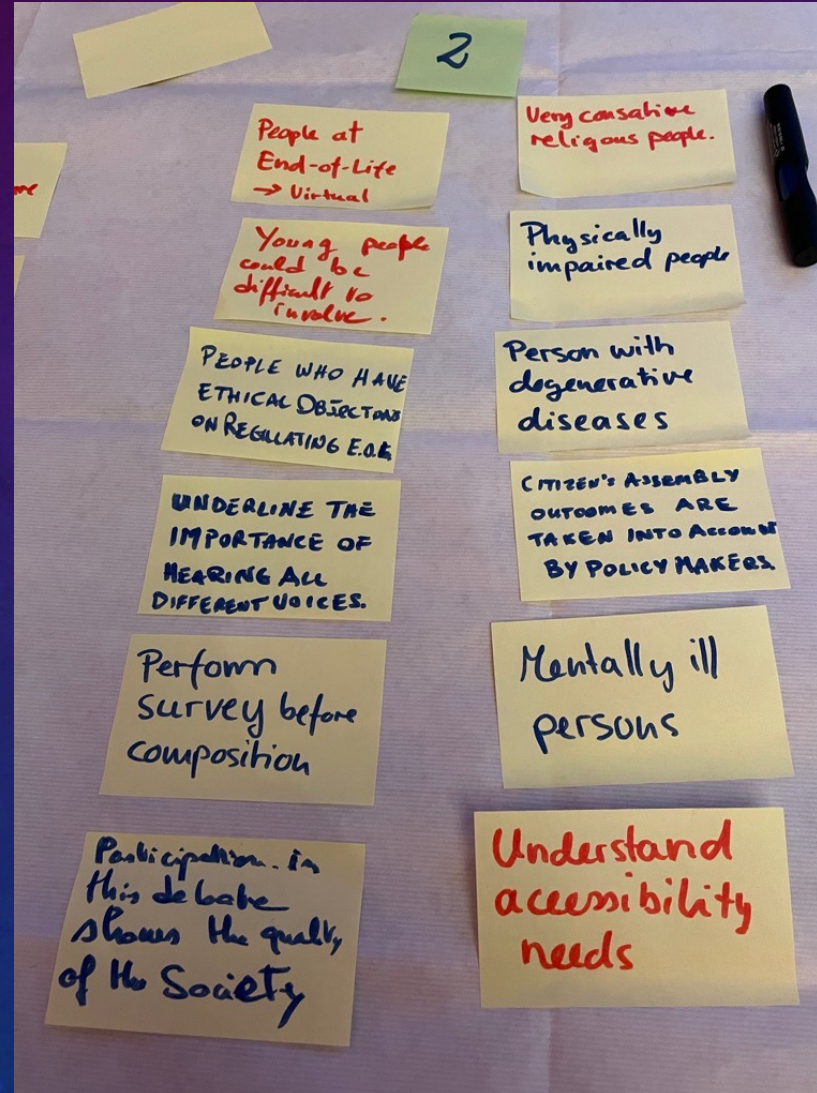 2
me
People at
End-of-Life
→ Virtual
Young people
could be
difficult to
involve.
PEOPLE WHO HAVE
ETHICAL OBJECTIONS
ON REGULATING E.O.L
UNDERLINE THE
IMPORTANCE OF
HEARING ALL
DIFFERENT VOICES.
Perform
survey before
composition
Participation in
this debate
shows the quality
of the Society
Very
religous people.
Physically
impaired people
Person with
degenerative
diseases
CITIZEN'S ASSEMBLY
OUTCOMES ARE
TAKEN INTO ACCOUNT
BY POLICY MAKERS.
Mentally ill
persons
Understand
accessibility
needs